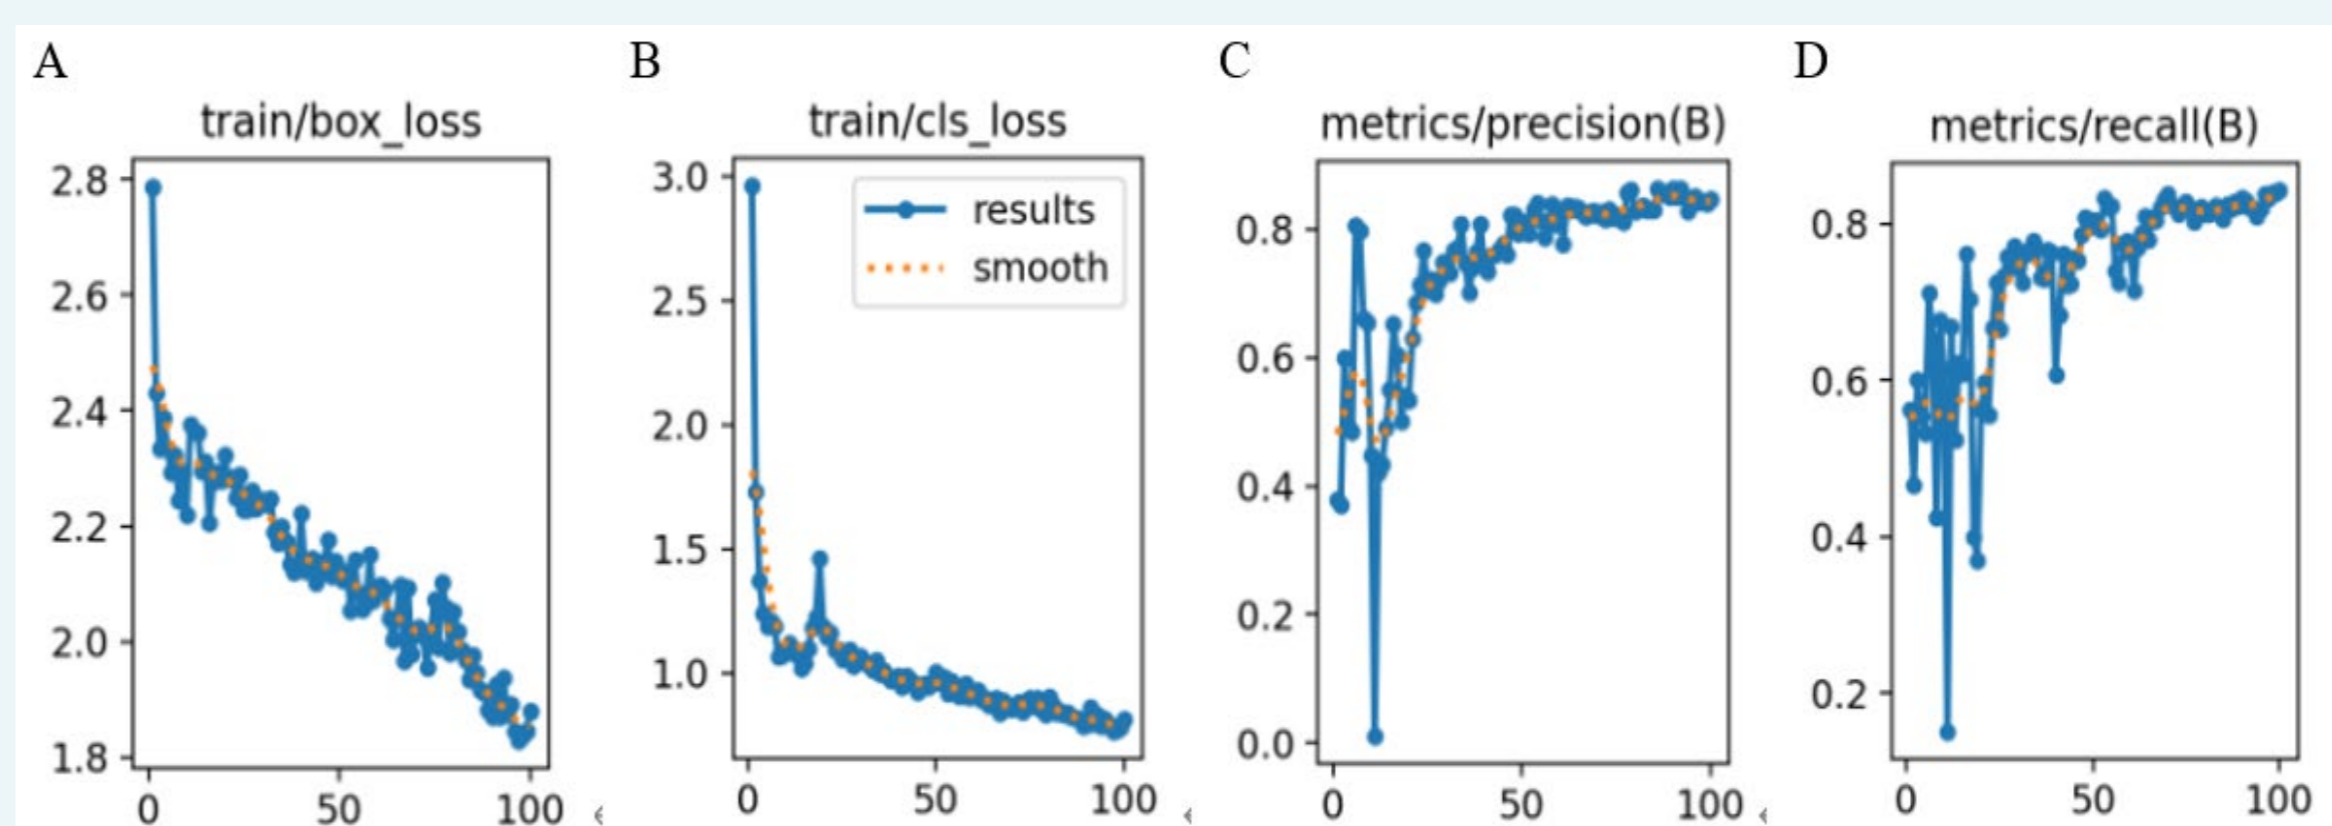 A
train/box_loss
2.8
2.6
2.4
2.2
2.0
1.8
0 50 100
B
train/cls_loss
results
smooth
3.0
2.5
2.0
1.5
1.0
0 50 100
C
metrics/precision(B)
0.8
0.6
0.4
0.2
0.0
0 50 100
D
metrics/recall(B)
0.8
0.6
0.4
0.2
0 50 100